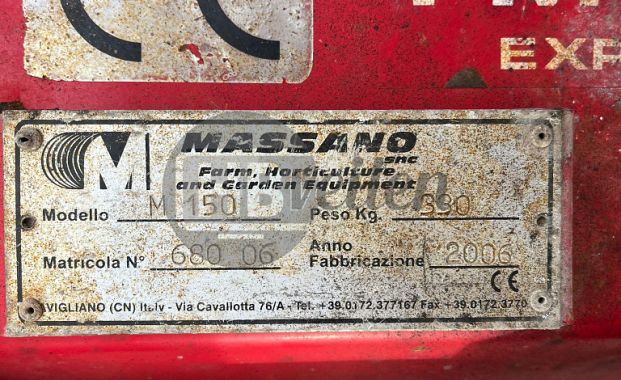 CE
EXP
M MASSANO snc
Farm, Horticulture
and Garden Equipment
Modello M 150 Peso Kg. 330
Matricola N° 680 06 Anno Fabbricazione 2006
CE
VIGLIANO (CN) Italy - Via Cavallotta 76/A - Tel. +39.0172.377167 Fax +39.0172.3770